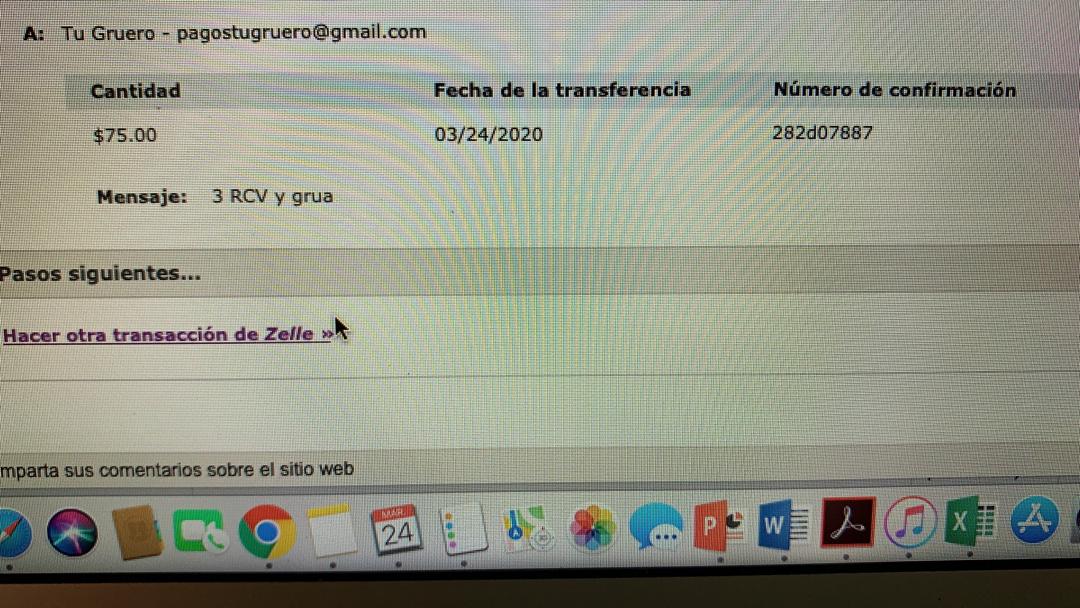 A: Tu Gruero - pagostugruero@gmail.com
Cantidad Fecha de la transferencia Número de confirmación
$75.00 03/24/2020 282d07887
Mensaje: 3 RCV y grua
Pasos siguientes...
Hacer otra transacción de Zelle »
mparta sus comentarios sobre el sitio web
MAR.
24
P
W
X